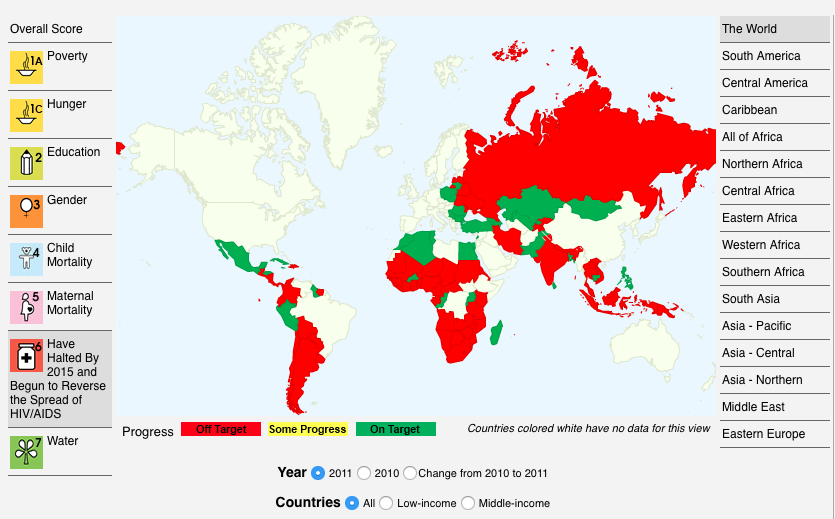 Overall Score
1A Poverty
1C Hunger
2 Education
3 Gender
4 Child
Mortality
5 Maternal
Mortality
6 Have
Halted By
2015 and
Begun to Reverse
the Spread of
HIV/AIDS
7 Water
The World
South America
Central America
Caribbean
All of Africa
Northern Africa
Central Africa
Eastern Africa
Western Africa
Southern Africa
South Asia
Asia - Pacific
Asia - Central
Asia - Northern
Middle East
Eastern Europe
Progress Off Target Some Progress On Target Countries colored white have no data for this view
Year 2011 2010 Change from 2010 to 2011
Countries All Low-income Middle-income